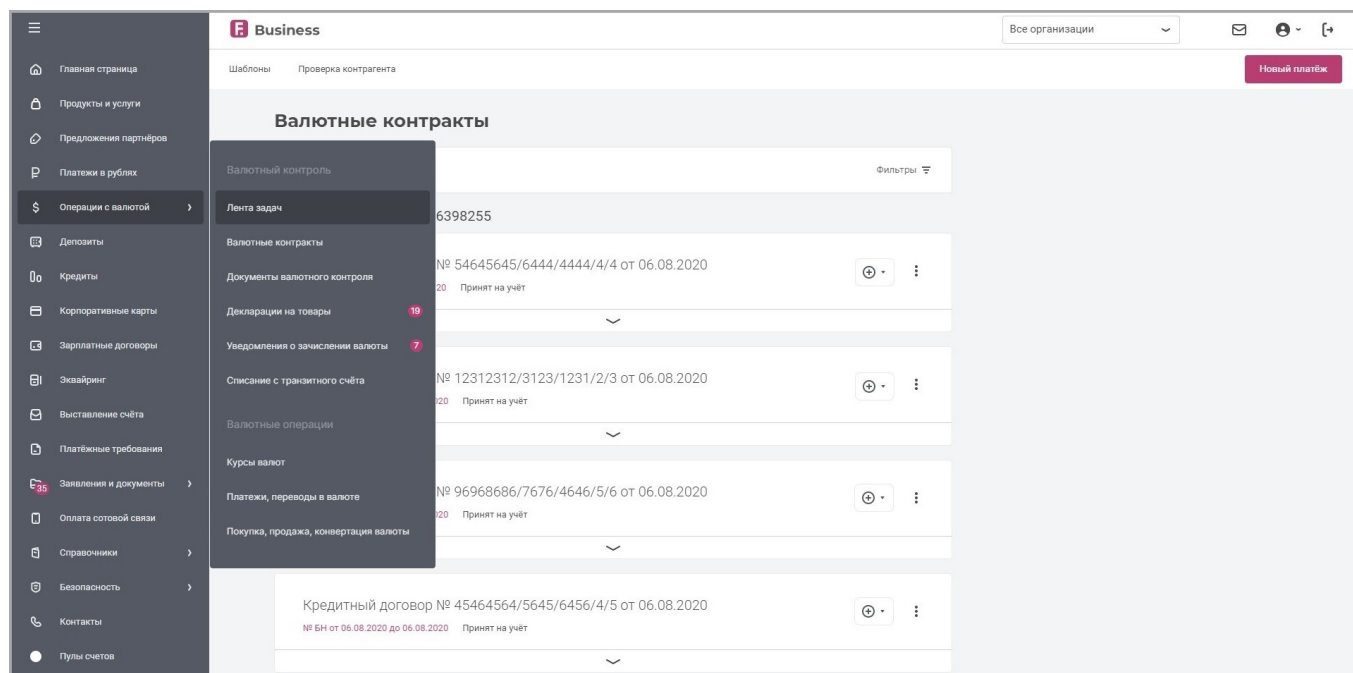 F. Business
Все организации
Главная страница
Продукты и услуги
Предложения партнёров
Платежи в рублях
Операции с валютой
Депозиты
Кредиты
Корпоративные карты
Зарплатные договоры
Эквайринг
Выставление счёта
Платёжные требования
35
Заявления и документы
Оплата сотовой связи
Справочники
Безопасность
Контакты
Пулы счетов
Шаблоны Проверка контрагента
Новый платёж
Валютные контракты
Валютный контроль
Лента задач
Валютные контракты
Документы валютного контроля
Декларации на товары 19
Уведомления о зачислении валюты 7
Списание с транзитного счёта
Валютные операции
Курсы валют
Платежи, переводы в валюте
Покупка, продажа, конвертация валюты
Фильтры
6398255
№ 54645645/6444/4444/4/4 от 06.08.2020
20 Принят на учёт
№ 12312312/3123/1231/2/3 от 06.08.2020
020 Принят на учёт
№ 96968686/7676/4646/5/6 от 06.08.2020
020 Принят на учёт
Кредитный договор № 45464564/5645/6456/4/5 от 06.08.2020
№ БН от 06.08.2020 до 06.08.2020 Принят на учёт